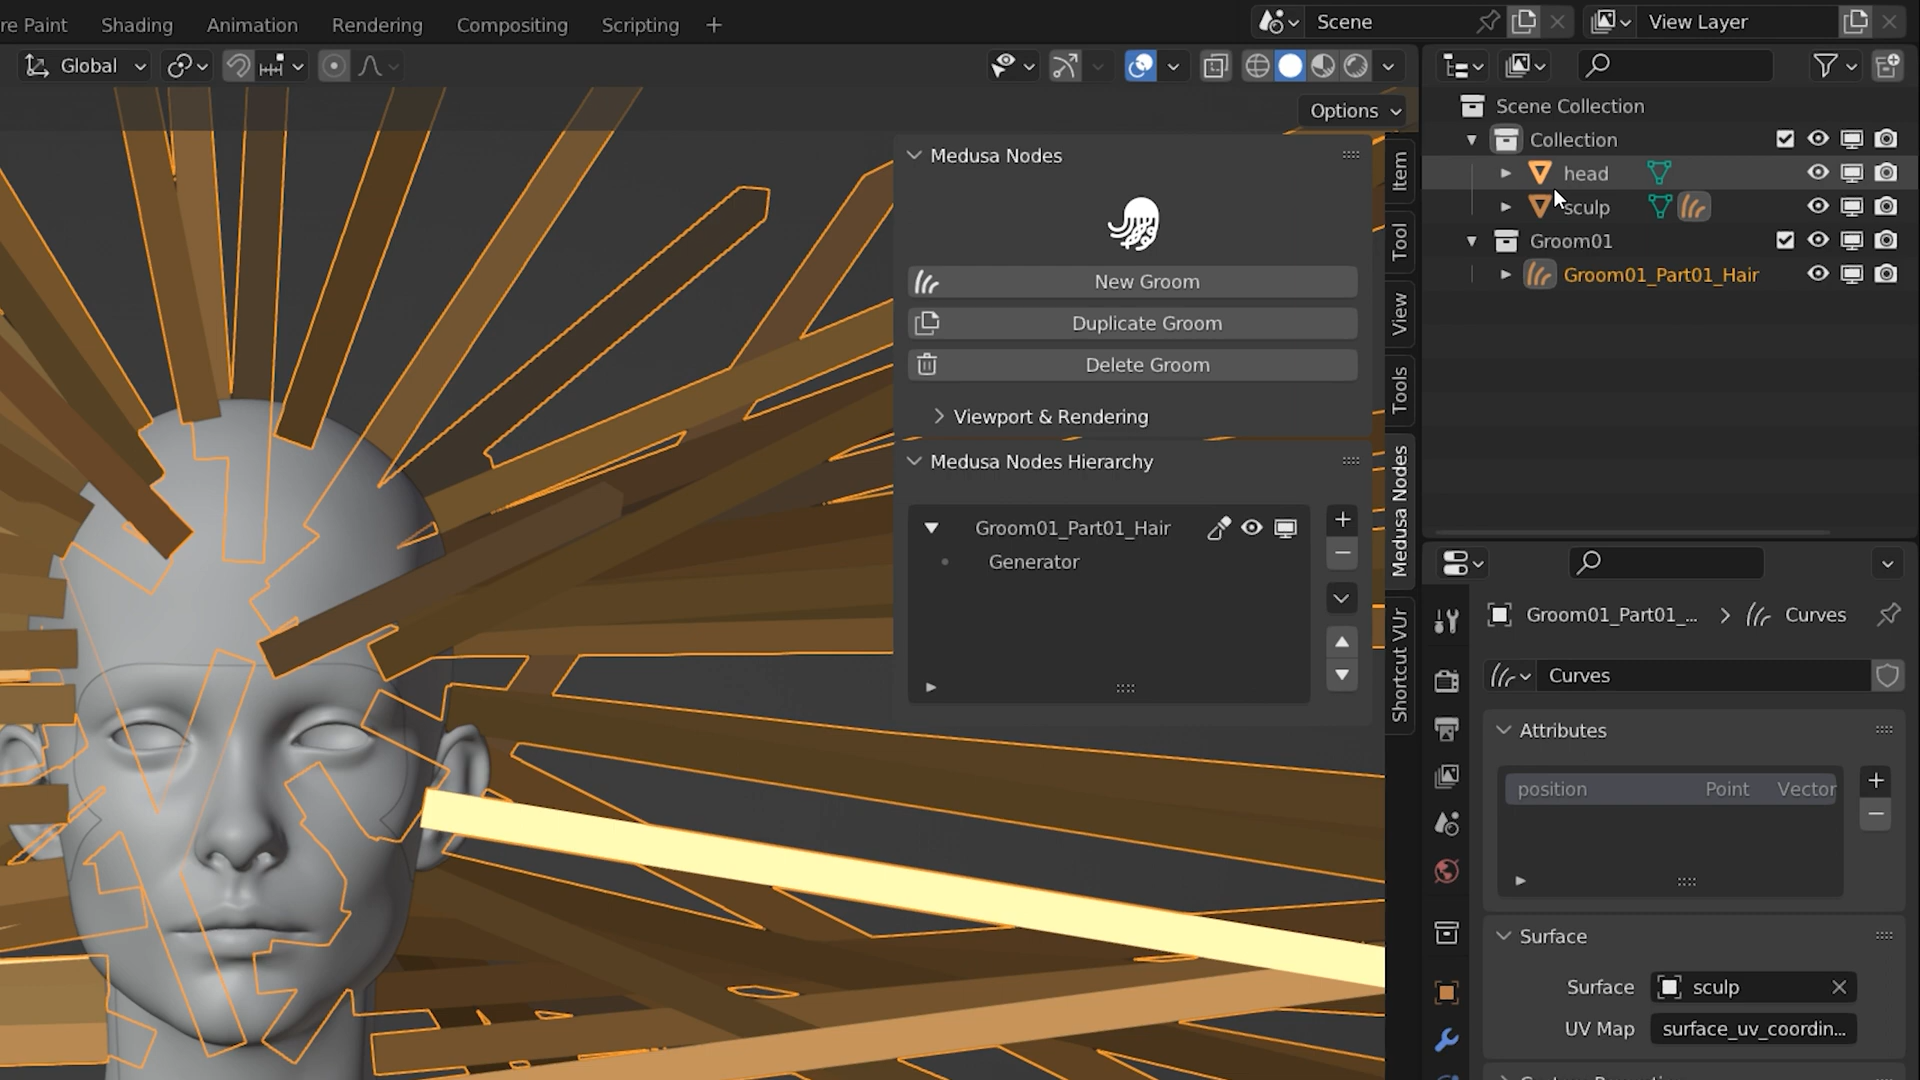 re Paint
Shading
Animation
Rendering
Compositing
Scripting
+
Scene
View Layer
Global
Options
Scene Collection
Collection
head
sculp
Groom01
Groom01_Part01_Hair
Medusa Nodes
New Groom
Duplicate Groom
Delete Groom
Viewport & Rendering
Medusa Nodes Hierarchy
Groom01_Part01_Hair
Generator
Item
Tool
View
Tools
Medusa Nodes
Shortcut VUr
Groom01_Part01_...
Curves
Curves
Attributes
position Point Vector
Surface
Surface sculp
UV Map surface_uv_coordin...